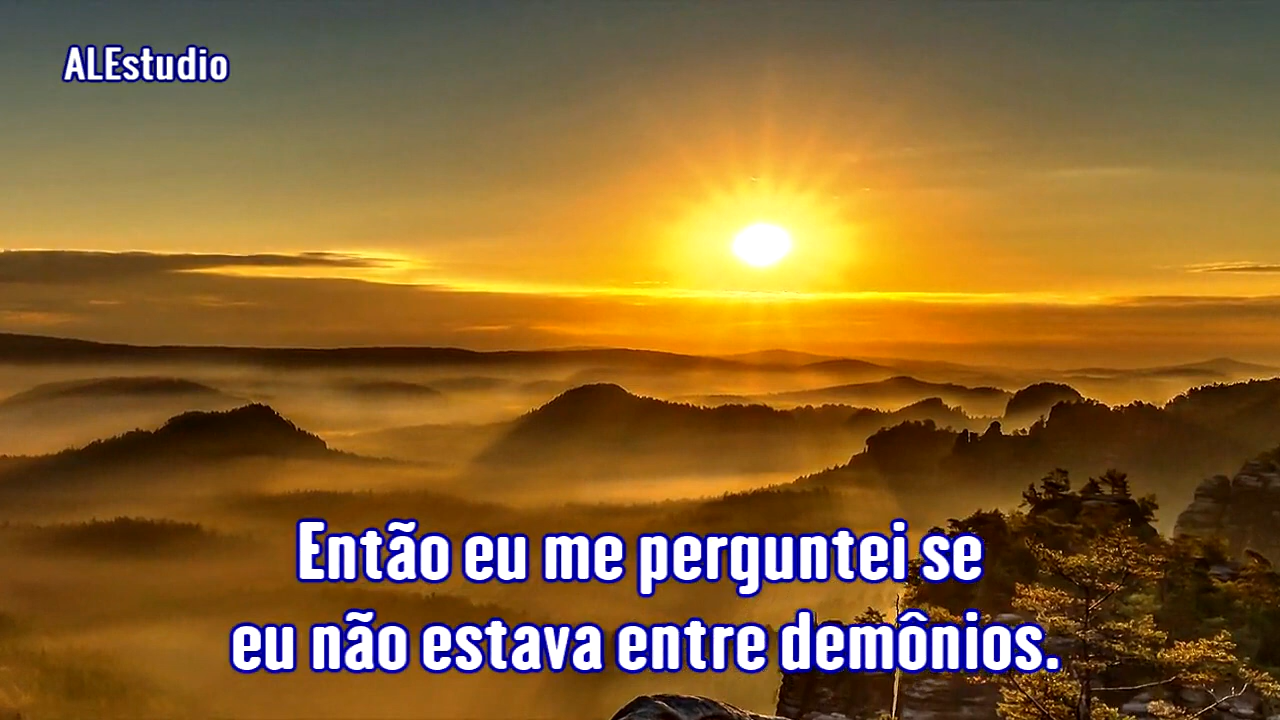 ALEstudio
Então eu me perguntei se
eu não estava entre demônios.